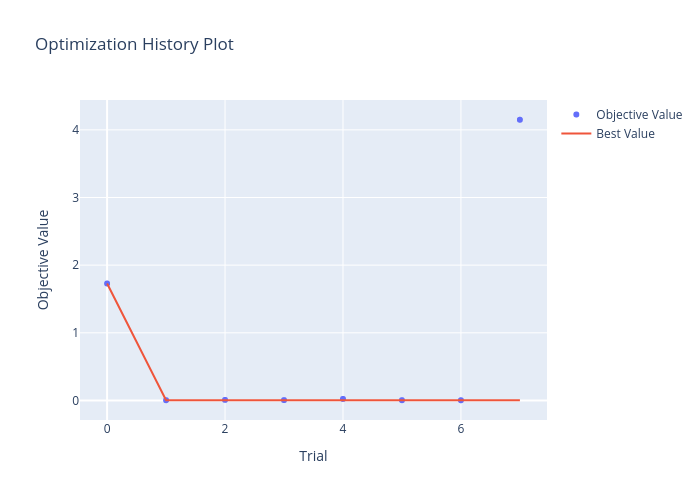 Optimization History Plot
Objective Value
Best Value
4
3
2
1
0
Objective Value
0
2
4
6
Trial